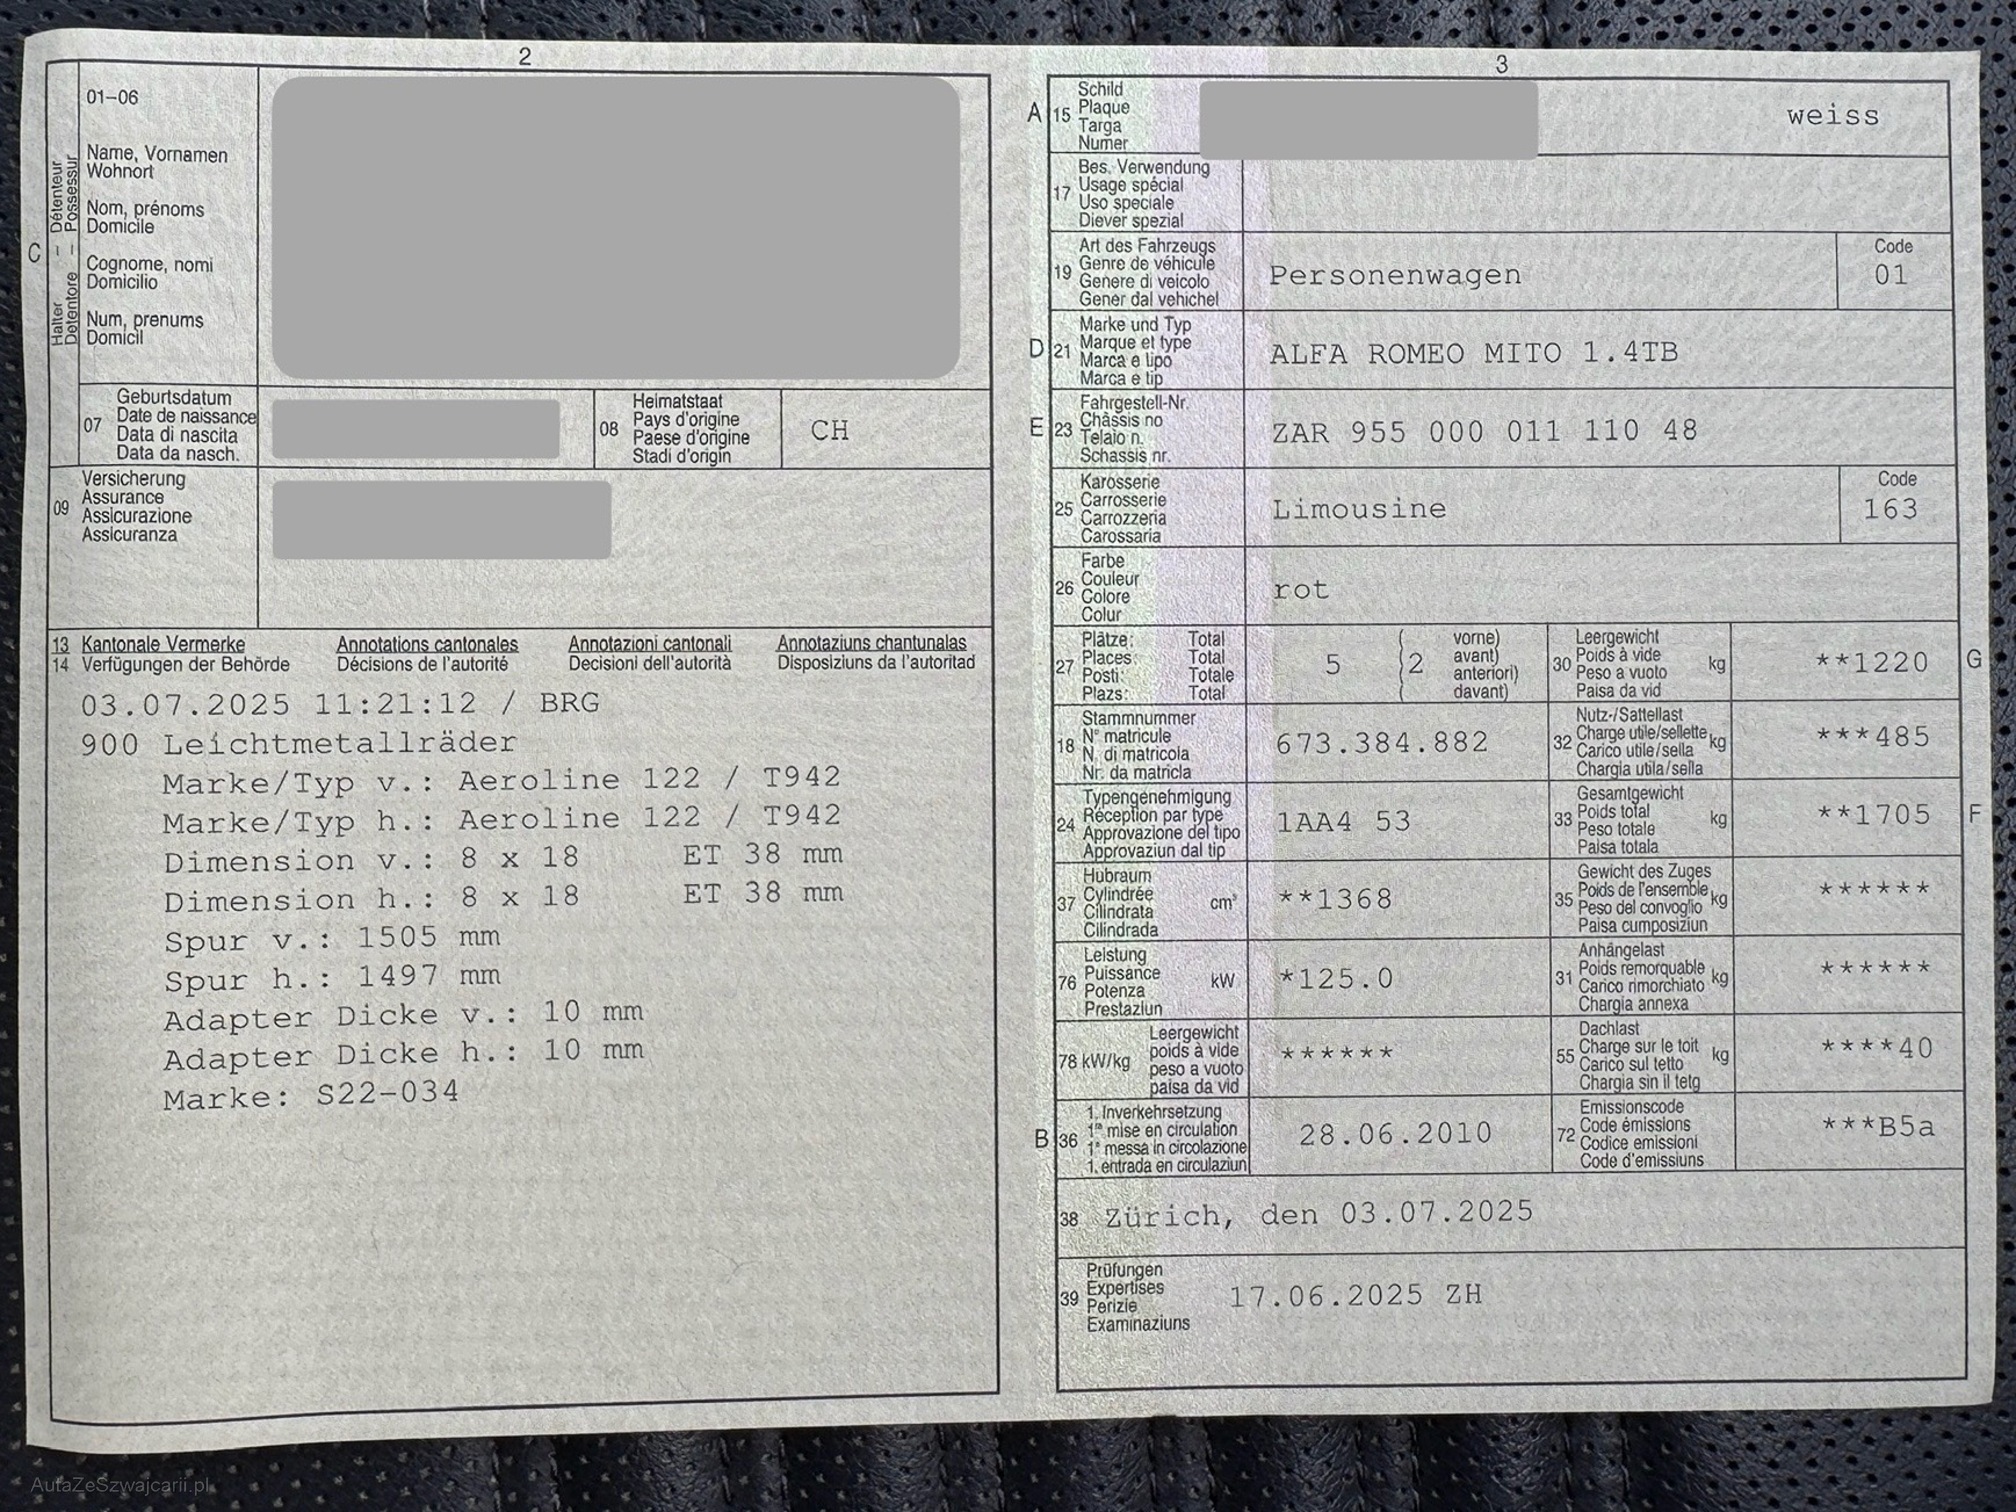 2
01–06
Name, Vornamen
Wohnort
Nom, prénoms
Domicile
Cognome, nomi
Domicilio
Num, prenums
Domicil
C
Halter – Détenteur
Detentore – Possessur
07
Geburtsdatum
Date de naissance
Data di nascita
Data da nasch.
08
Heimatstaat
Pays d'origine
Paese d'origine
Stadi d'origin
CH
09
Versicherung
Assurance
Assicurazione
Assicuranza
13 Kantonale Vermerke Annotations cantonales Annotazioni cantonali Annotaziuns chantunalas
14 Verfügungen der Behörde Décisions de l'autorité Decisioni dell'autorità Disposiziuns da l'autoritad
03.07.2025 11:21:12 / BRG
900 Leichtmetallräder
Marke/Typ v.: Aeroline 122 / T942
Marke/Typ h.: Aeroline 122 / T942
Dimension v.: 8 x 18 ET 38 mm
Dimension h.: 8 x 18 ET 38 mm
Spur v.: 1505 mm
Spur h.: 1497 mm
Adapter Dicke v.: 10 mm
Adapter Dicke h.: 10 mm
Marke: S22-034
3
A 15
Schild
Plaque
Targa
Numer
weiss
17
Bes. Verwendung
Usage spécial
Uso speciale
Diever spezial
19
Art des Fahrzeugs
Genre de véhicule
Genere di veicolo
Gener dal vehichel
Personenwagen
Code
01
D 21
Marke und Typ
Marque et type
Marca e tipo
Marca e tip
ALFA ROMEO MITO 1.4TB
E 23
Fahrgestell-Nr.
Châssis no
Telaio n.
Schassis nr.
ZAR 955 000 011 110 48
25
Karosserie
Carrosserie
Carrozzeria
Carossaria
Limousine
Code
163
26
Farbe
Couleur
Colore
Colur
rot
27
Plätze: Total
Places: Total
Posti: Totale
Plazs: Total
5 (2
vorne)
avant)
anteriori)
davant)
30
Leergewicht
Poids à vide
Peso a vuoto
Paisa da vid
kg
**1220
G
18
Stammnummer
N° matricule
N. di matricola
Nr. da matricla
673.384.882
32
Nutz-/Sattellast
Charge utile/sellette
Carico utile/sella
Chargia utila/sella
kg
***485
24
Typengenehmigung
Réception par type
Approvazione del tipo
Approvaziun dal tip
1AA4 53
33
Gesamtgewicht
Poids total
Peso totale
Paisa totala
kg
**1705
F
37
Hubraum
Cylindrée
Cilindrata
Cilindrada
cm³
**1368
35
Gewicht des Zuges
Poids de l'ensemble
Peso del convoglio
Paisa cumposiziun
kg
******
76
Leistung
Puissance
Potenza
Prestaziun
kW
*125.0
31
Anhängelast
Poids remorquable
Carico rimorchiato
Chargia annexa
kg
******
78 kW/kg
Leergewicht
poids à vide
peso a vuoto
paisa da vid
******
55
Dachlast
Charge sur le toit
Carico sul tetto
Chargia sin il tetg
kg
****40
B 36
1. Inverkehrsetzung
1re mise en circulation
1a messa in circolazione
1. entrada en circulaziun
28.06.2010
72
Emissionscode
Code émissions
Codice emissioni
Code d'emissiuns
***B5a
38 Zürich, den 03.07.2025
39
Prüfungen
Expertises
Perizie
Examinaziuns
17.06.2025 ZH
AutaZeSzwajcarii.pl